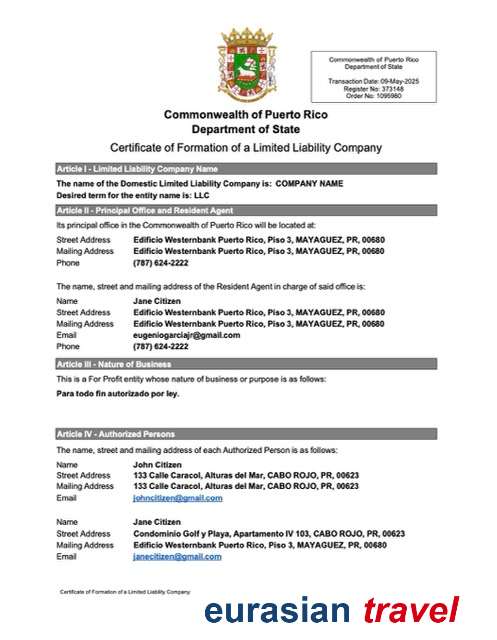 Commonwealth of Puerto Rico
Department of State
Transaction Date: 09-May-2025
Register No: 373148
Order No: 1095980
Commonwealth of Puerto Rico
Department of State
Certificate of Formation of a Limited Liability Company
Article I - Limited Liability Company Name
The name of the Domestic Limited Liability Company is: COMPANY NAME
Desired term for the entity name is: LLC
Article II - Principal Office and Resident Agent
Its principal office in the Commonwealth of Puerto Rico will be located at:
Street Address Edificio Westernbank Puerto Rico, Piso 3, MAYAGUEZ, PR, 00680
Mailing Address Edificio Westernbank Puerto Rico, Piso 3, MAYAGUEZ, PR, 00680
Phone (787) 624-2222
The name, street and mailing address of the Resident Agent in charge of said office is:
Name Jane Citizen
Street Address Edificio Westernbank Puerto Rico, Piso 3, MAYAGUEZ, PR, 00680
Mailing Address Edificio Westernbank Puerto Rico, Piso 3, MAYAGUEZ, PR, 00680
Email eugeniogarciajr@gmail.com
Phone (787) 624-2222
Article III - Nature of Business
This is a For Profit entity whose nature of business or purpose is as follows:
Para todo fin autorizado por ley.
Article IV - Authorized Persons
The name, street and mailing address of each Authorized Person is as follows:
Name John Citizen
Street Address 133 Calle Caracol, Alturas del Mar, CABO ROJO, PR, 00623
Mailing Address 133 Calle Caracol, Alturas del Mar, CABO ROJO, PR, 00623
Email johncitizen@gmail.com
Name Jane Citizen
Street Address Condominio Golf y Playa, Apartamento IV 103, CABO ROJO, PR, 00623
Mailing Address Edificio Westernbank Puerto Rico, Piso 3, MAYAGUEZ, PR, 00680
Email janecitizen@gmail.com
Certificate of Formation of a Limited Liability Company
eurasian travel